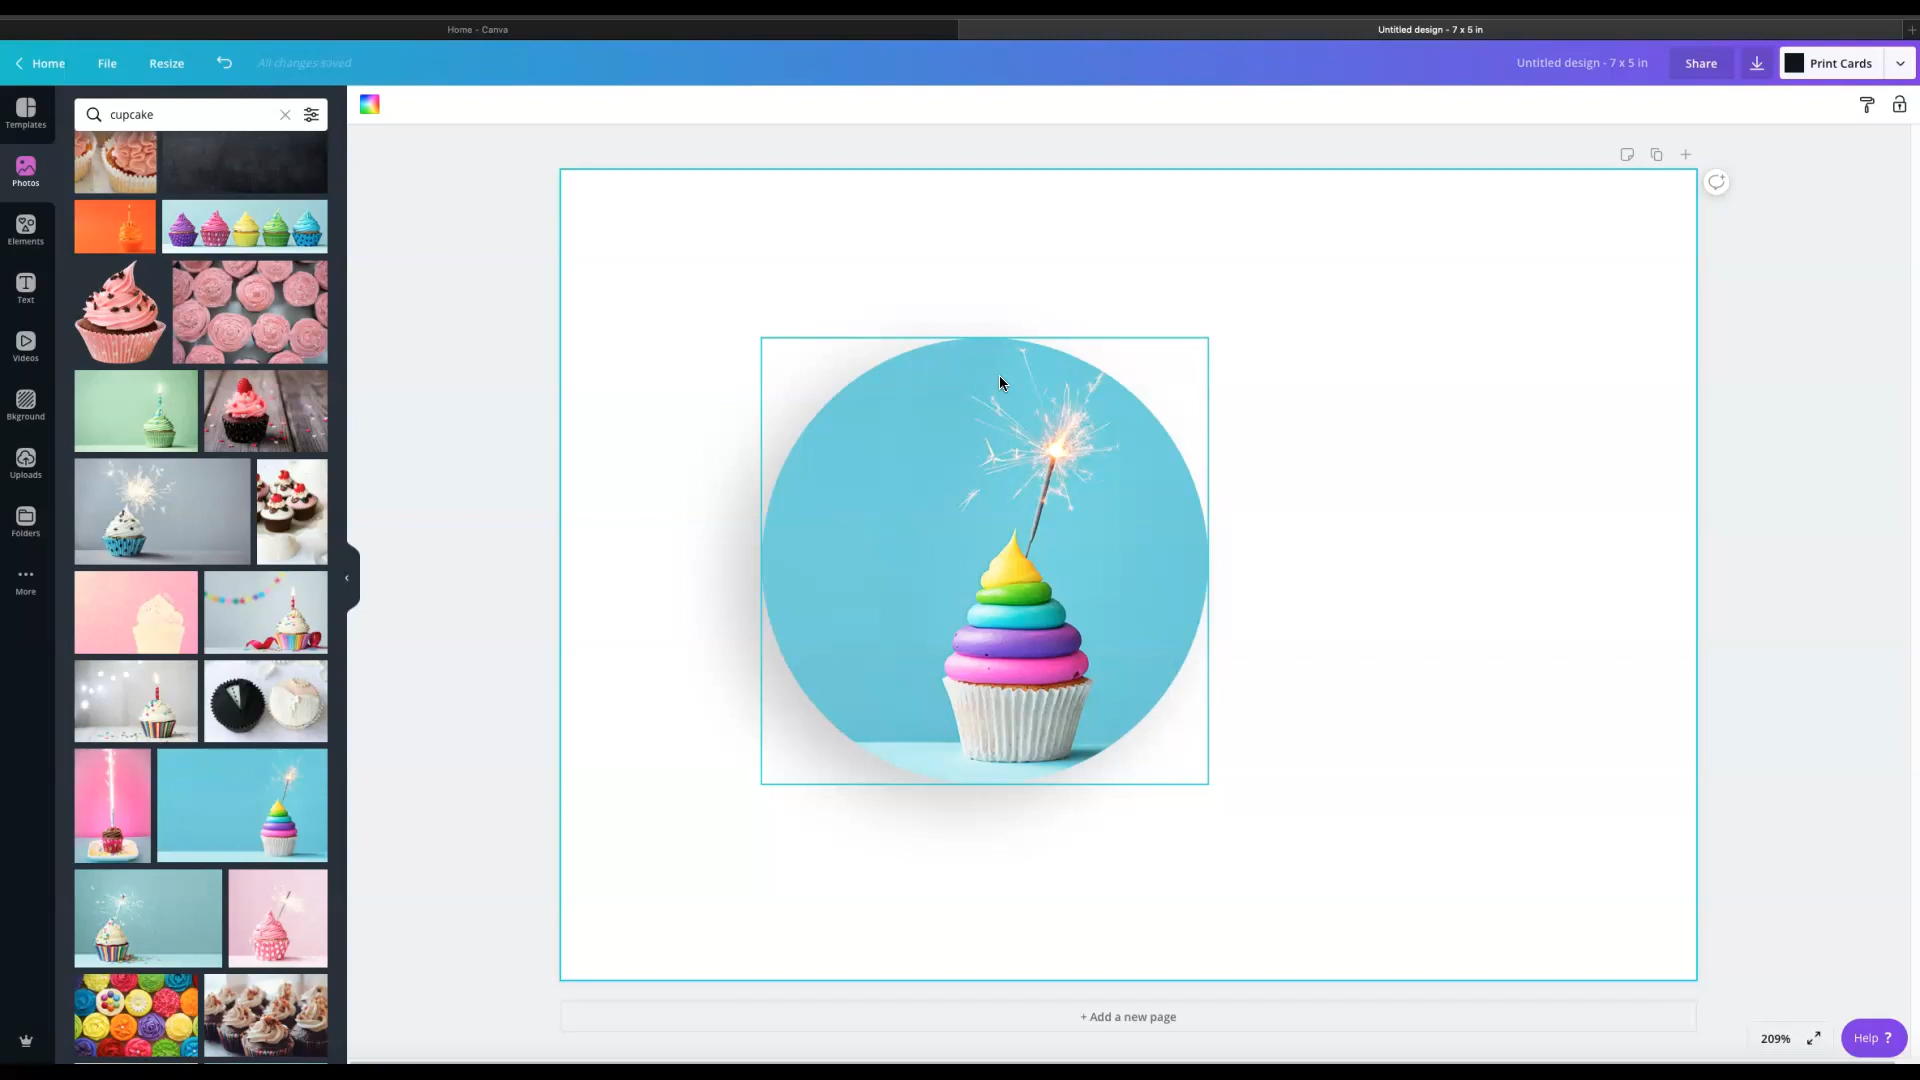 Home - Canva
Untitled design - 7 x 5 in
Home
File
Resize
All changes saved
Untitled design - 7 x 5 in
Share
Print Cards
Templates
cupcake
Photos
Elements
Text
Videos
Bkground
Uploads
Folders
More
+ Add a new page
209%
Help ?